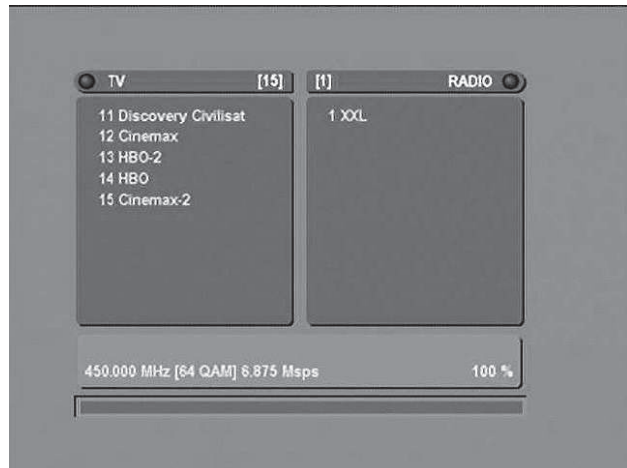 TV [15]
[1] RADIO
11 Discovery Civilisat
12 Cinemax
13 HBO-2
14 HBO
15 Cinemax-2
1 XXL
450.000 MHz [64 QAM] 6.875 Msps 100 %